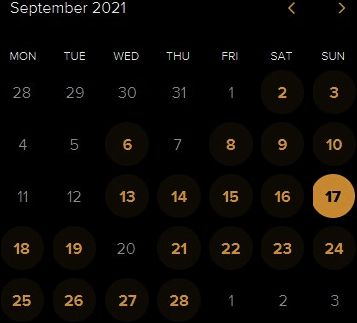 September 2021
MON TUE WED THU FRI SAT SUN
28 29 30 31 1 2 3
4 5 6 7 8 9 10
11 12 13 14 15 16 17
18 19 20 21 22 23 24
25 26 27 28 1 2 3